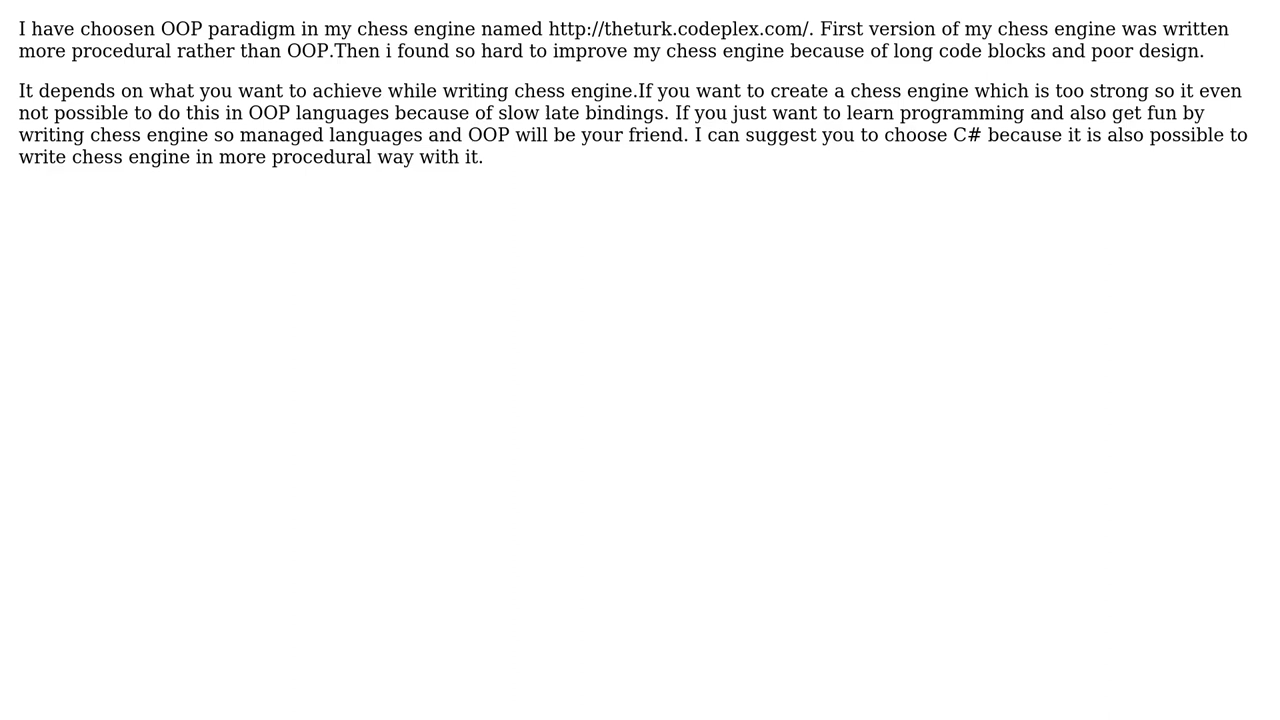 I have choosen OOP paradigm in my chess engine named http://theturk.codeplex.com/. First version of my chess engine was written
more procedural rather than OOP.Then i found so hard to improve my chess engine because of long code blocks and poor design.
It depends on what you want to achieve while writing chess engine.If you want to create a chess engine which is too strong so it even
not possible to do this in OOP languages because of slow late bindings. If you just want to learn programming and also get fun by
writing chess engine so managed languages and OOP will be your friend. I can suggest you to choose C# because it is also possible to
write chess engine in more procedural way with it.